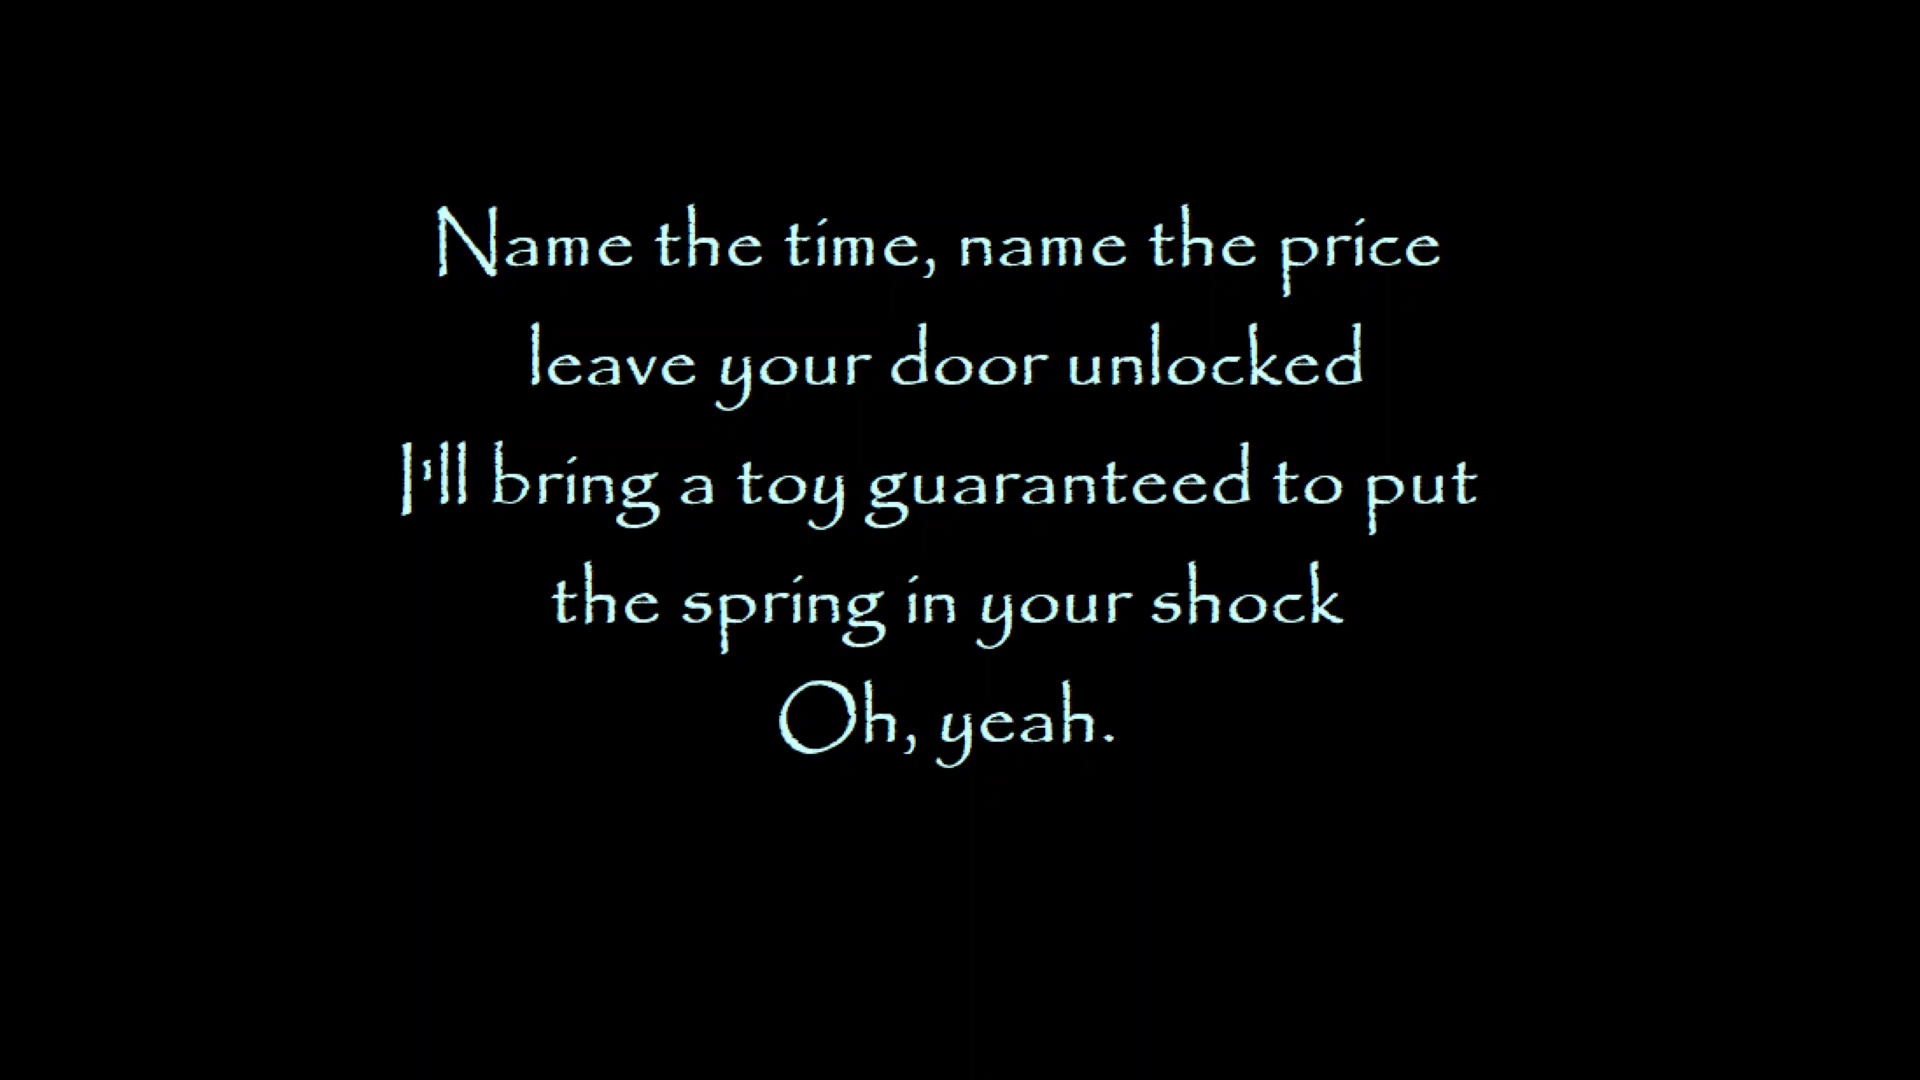 Name the time, name the price
leave your door unlocked
I'll bring a toy guaranteed to put
the spring in your shock
Oh, yeah.